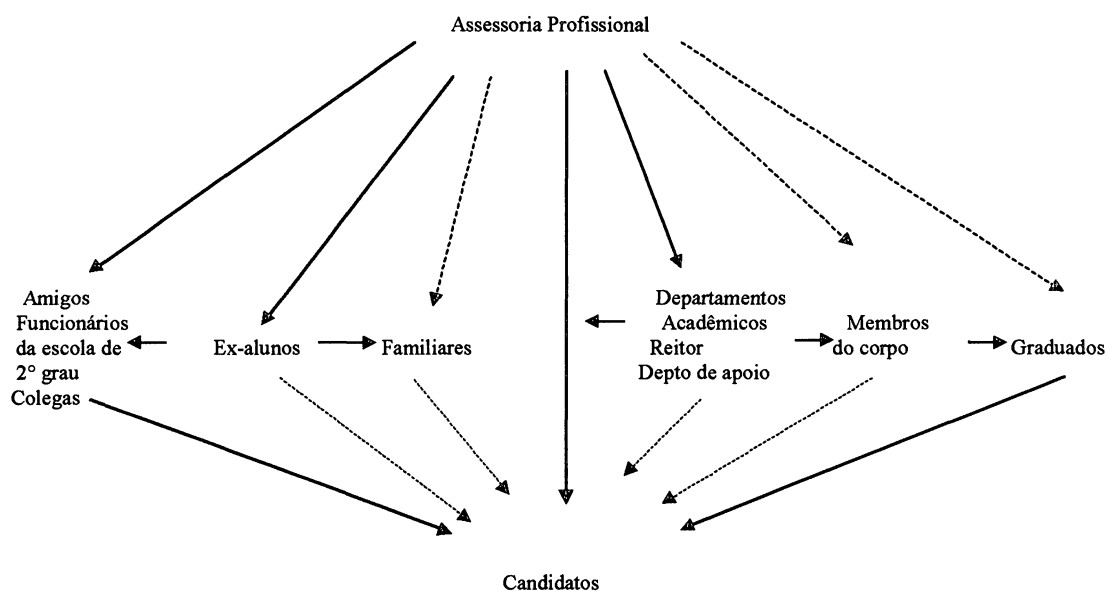 Assessoria Profissional
Amigos
Funcionários
da escola de
2° grau
Colegas
Ex-alunos
Familiares
Departamentos
Acadêmicos
Reitor
Depto de apoio
Membros
do corpo
Graduados
Candidatos